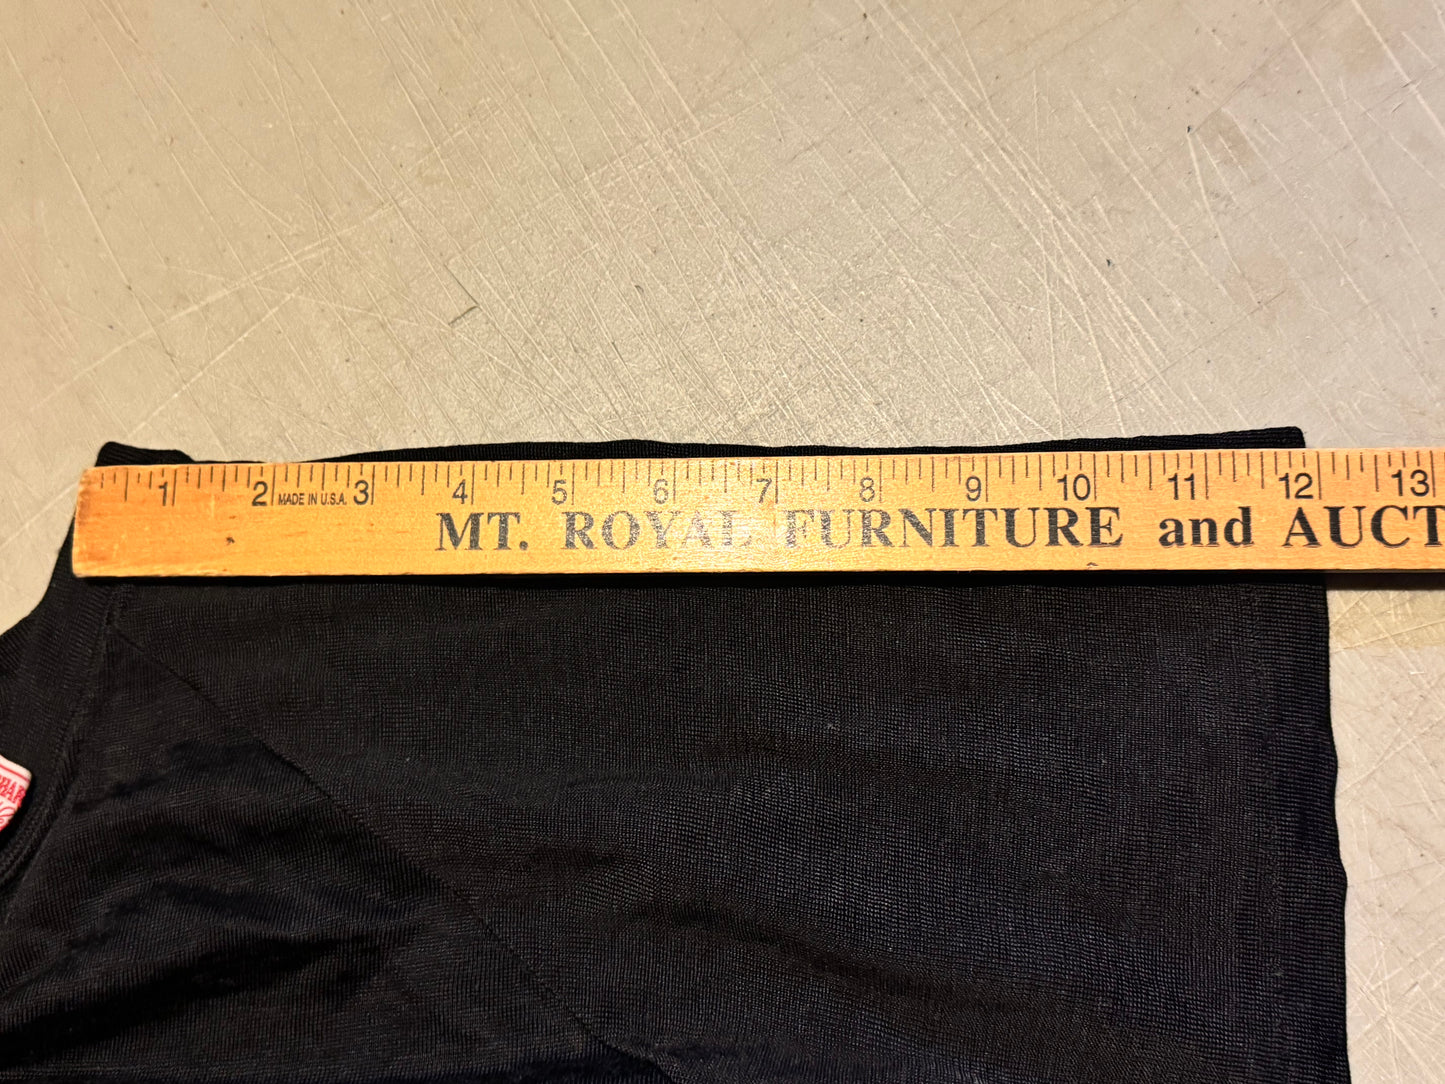 1 2 MADE IN U.S.A. 3 4 5 6 7 8 9 10 11 12 13
MT. ROYAL FURNITURE and AUCT